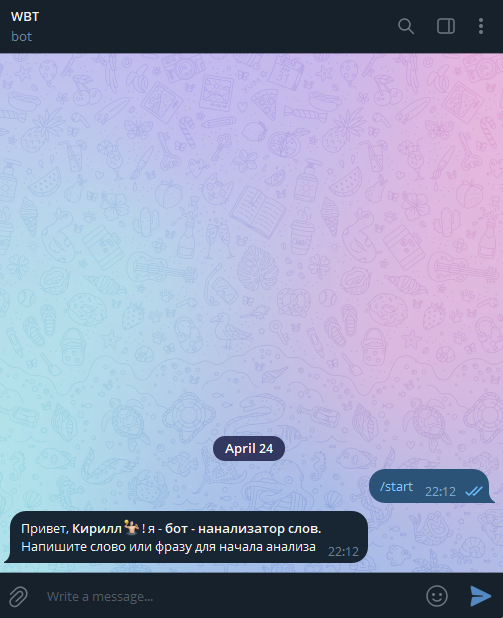 WBT
bot
April 24
/start 22:12
Привет, Кирилл🤹🏼! я - бот - нанализатор слов.
Напишите слово или фразу для начала анализа 22:12
Write a message...